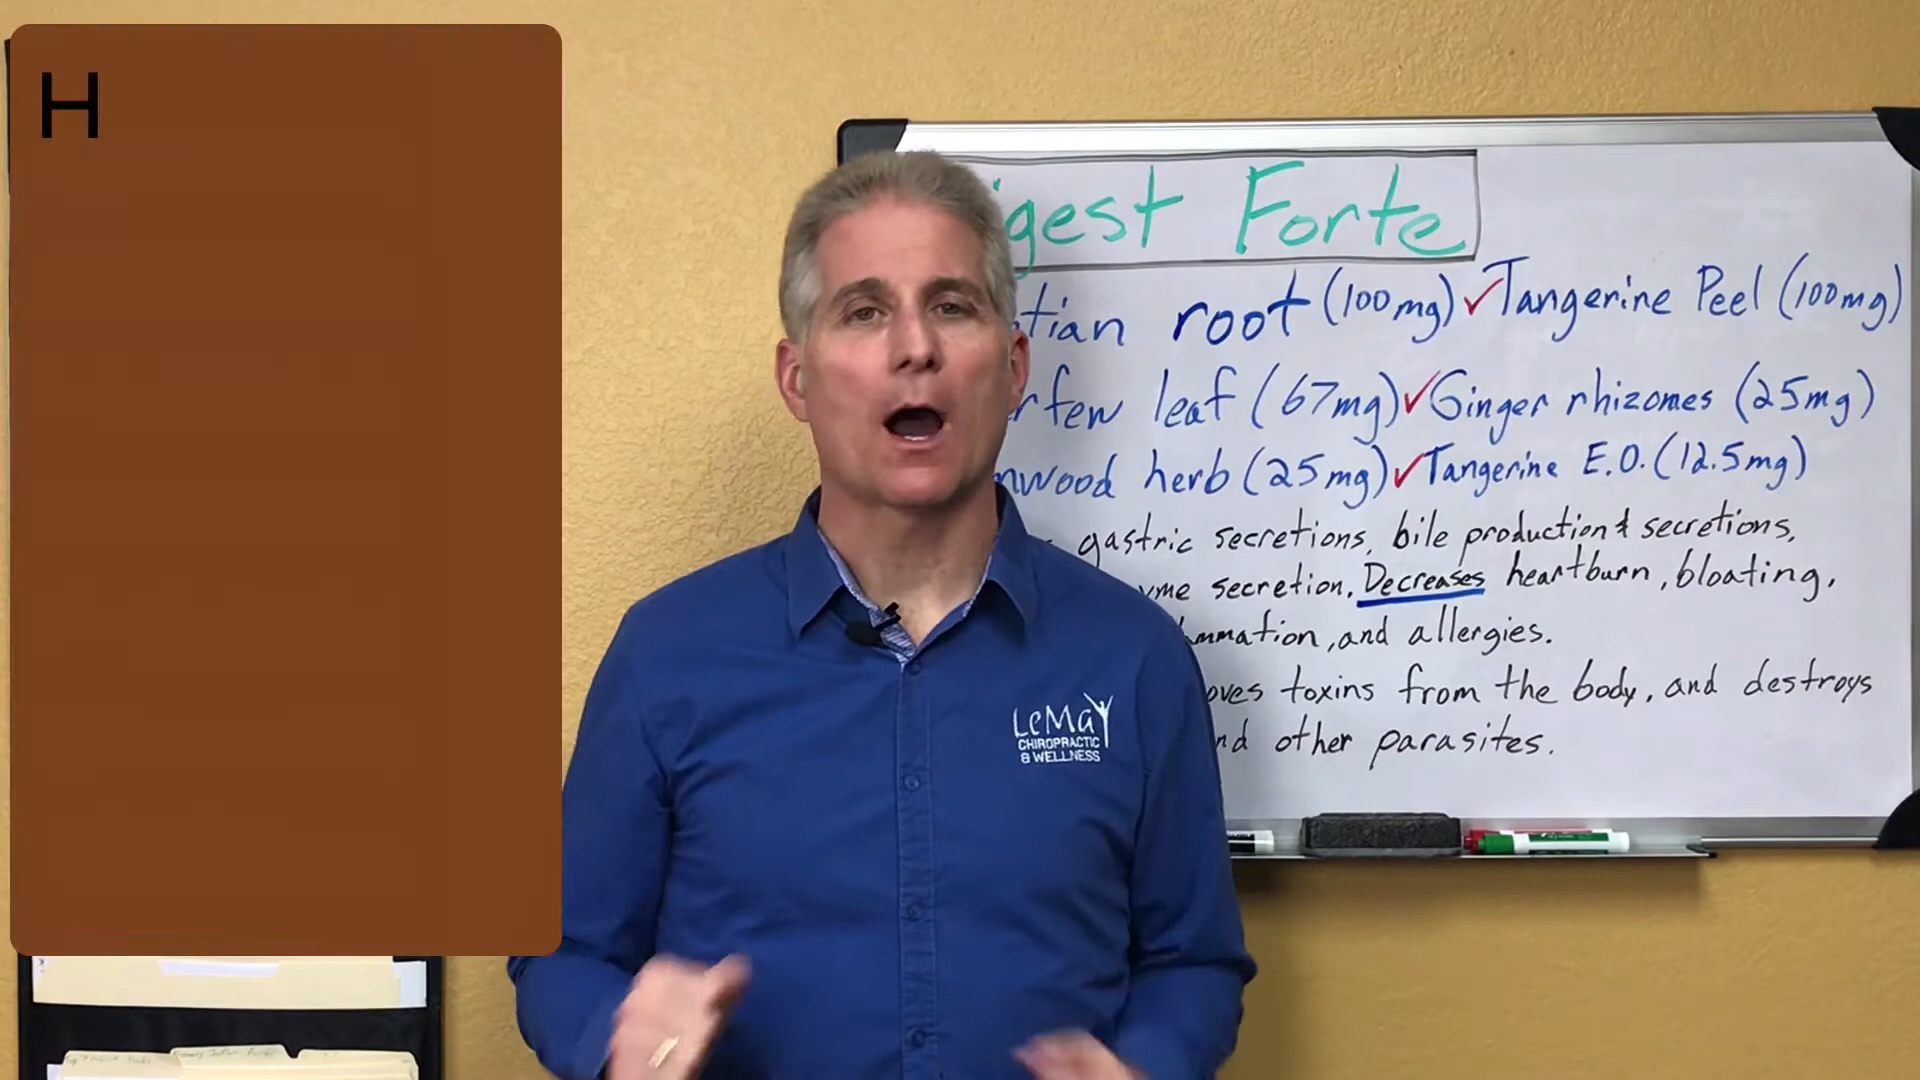 H
igest Forte
tian root (100mg) ✓Tangerine Peel (100mg)
rfew leaf (67mg) ✓Ginger rhizomes (25mg)
mwood herb (25mg) ✓Tangerine E.O. (12.5mg)
gastric secretions, bile production & secretions,
yme secretion. Decreases heartburn, bloating,
mmation, and allergies.
oves toxins from the body, and destroys
nd other parasites.
LeMay
CHIROPRACTIC
& WELLNESS